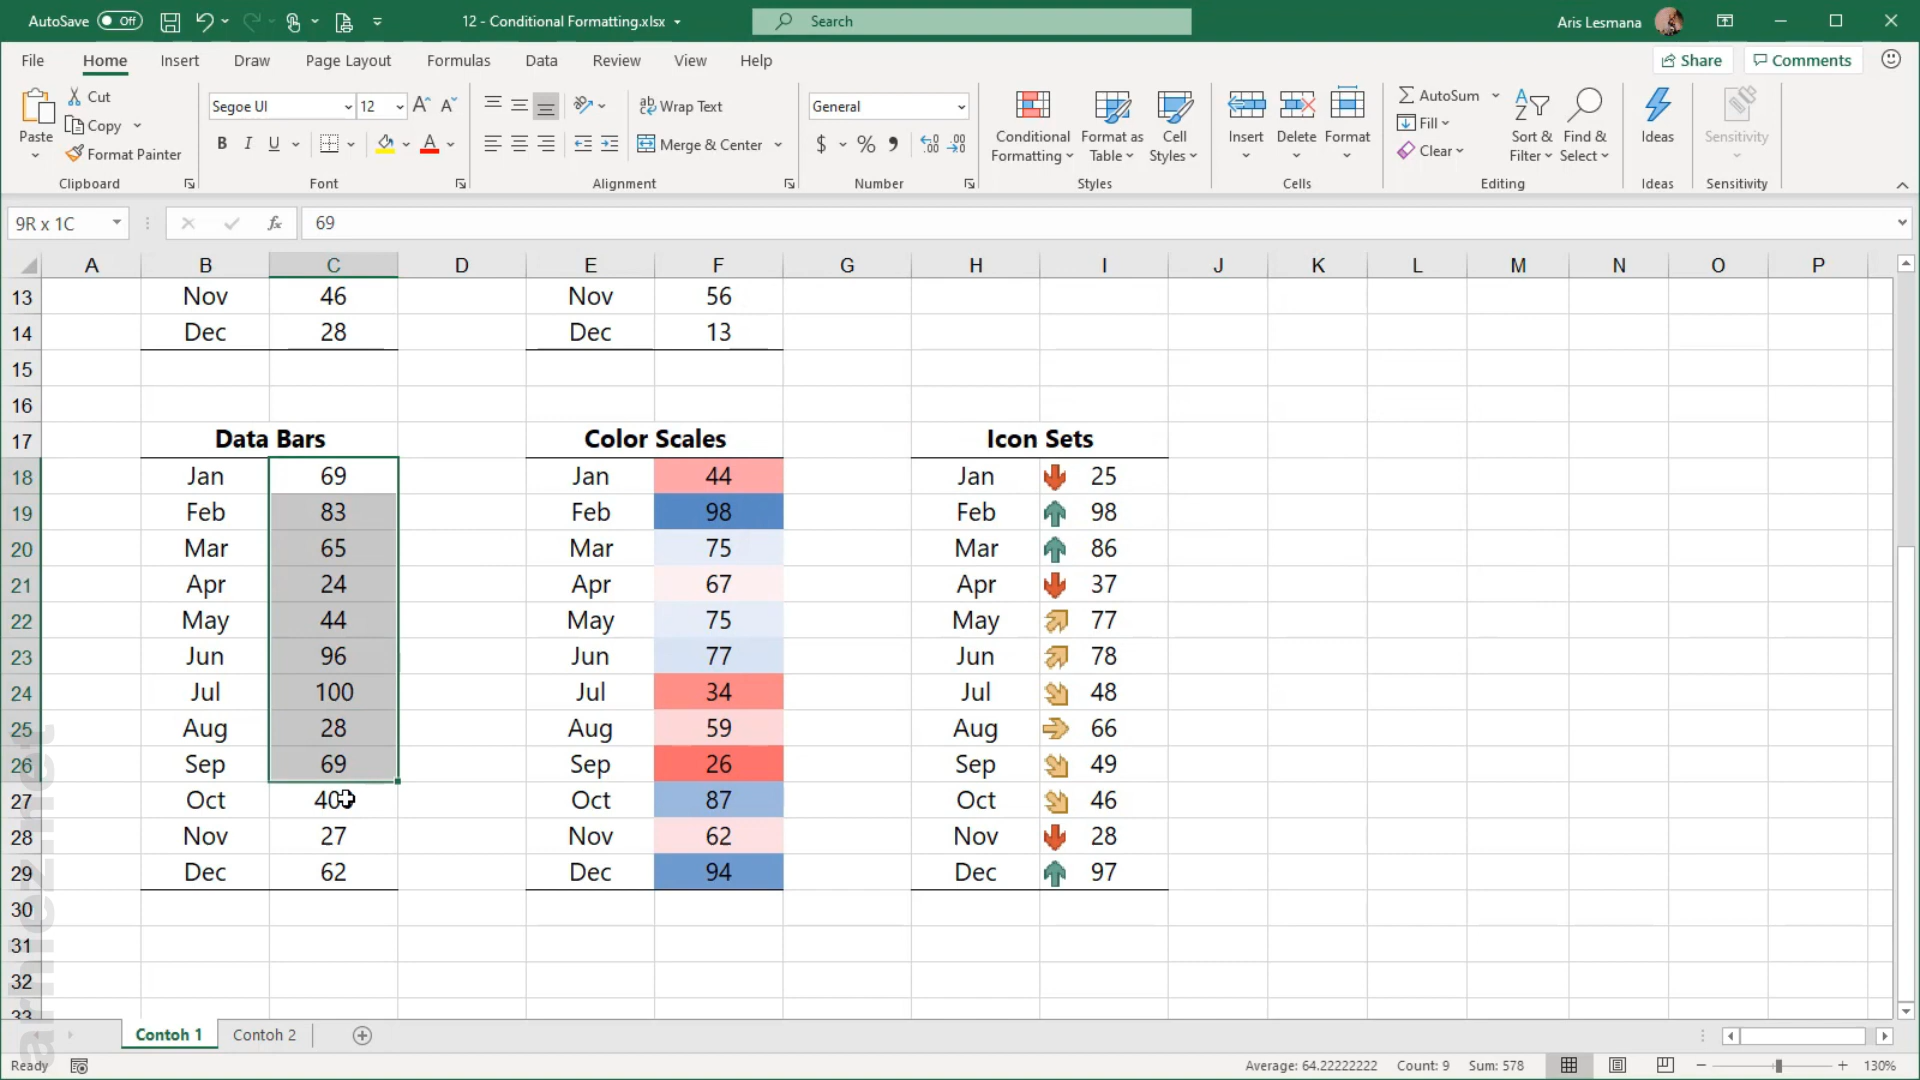 AutoSave Off 12 - Conditional Formatting.xlsx Search Aris Lesmana
File Home Insert Draw Page Layout Formulas Data Review View Help Share Comments
Paste Cut Copy Format Painter Clipboard
Segoe UI 12 A A B I U A Font
ab Wrap Text Merge & Center Alignment
General $ % 9 Number
Conditional Formatting Format as Table Cell Styles Styles
Insert Delete Format Cells
AutoSum Fill Clear Sort & Filter Find & Select Editing
Ideas Ideas
Sensitivity Sensitivity
9R x 1C fx 69
A B C D E F G H I J K L M N O P
13 Nov 46 Nov 56
14 Dec 28 Dec 13
15
16
17 Data Bars Color Scales Icon Sets
18 Jan 69 Jan 44 Jan 25
19 Feb 83 Feb 98 Feb 98
20 Mar 65 Mar 75 Mar 86
21 Apr 24 Apr 67 Apr 37
22 May 44 May 75 May 77
23 Jun 96 Jun 77 Jun 78
24 Jul 100 Jul 34 Jul 48
25 Aug 28 Aug 59 Aug 66
26 Sep 69 Sep 26 Sep 49
27 Oct 40 Oct 87 Oct 46
28 Nov 27 Nov 62 Nov 28
29 Dec 62 Dec 94 Dec 97
30
31
32
33
Contoh 1 Contoh 2
Ready Average: 64.22222222 Count: 9 Sum: 578 130%